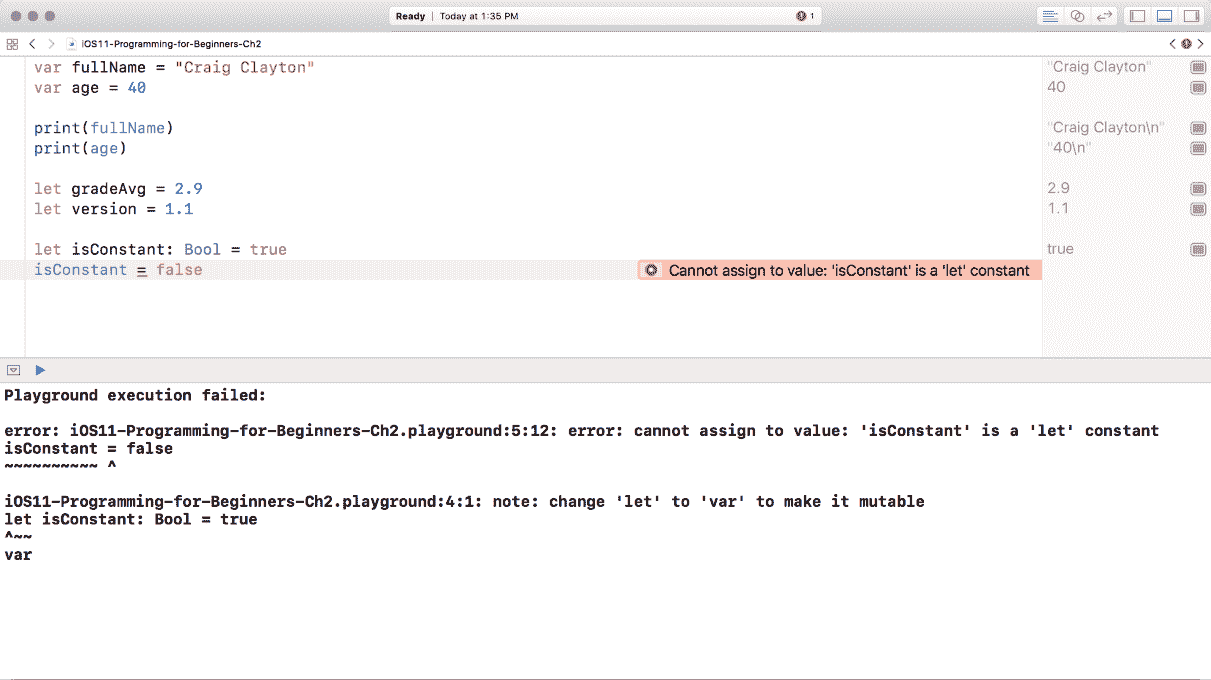 Ready | Today at 1:35 PM 1
iOS11-Programming-for-Beginners-Ch2
var fullName = "Craig Clayton" "Craig Clayton"
var age = 40 40
print(fullName) "Craig Clayton\n"
print(age) "40\n"
let gradeAvg = 2.9 2.9
let version = 1.1 1.1
let isConstant: Bool = true true
isConstant = false Cannot assign to value: 'isConstant' is a 'let' constant
Playground execution failed:
error: iOS11-Programming-for-Beginners-Ch2.playground:5:12: error: cannot assign to value: 'isConstant' is a 'let' constant
isConstant = false
~~~~~~~~~~ ^
iOS11-Programming-for-Beginners-Ch2.playground:4:1: note: change 'let' to 'var' to make it mutable
let isConstant: Bool = true
^~~
var